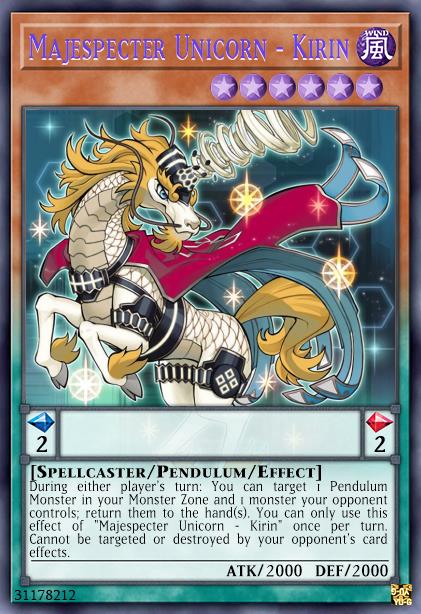 Majespecter Unicorn - Kirin
WIND
風
2
2
[Spellcaster/Pendulum/Effect]
During either player's turn: You can target 1 Pendulum
Monster in your Monster Zone and 1 monster your opponent
controls; return them to the hand(s). You can only use this
effect of "Majespecter Unicorn - Kirin" once per turn.
Cannot be targeted or destroyed by your opponent's card
effects.
ATK/2000 DEF/2000
31178212